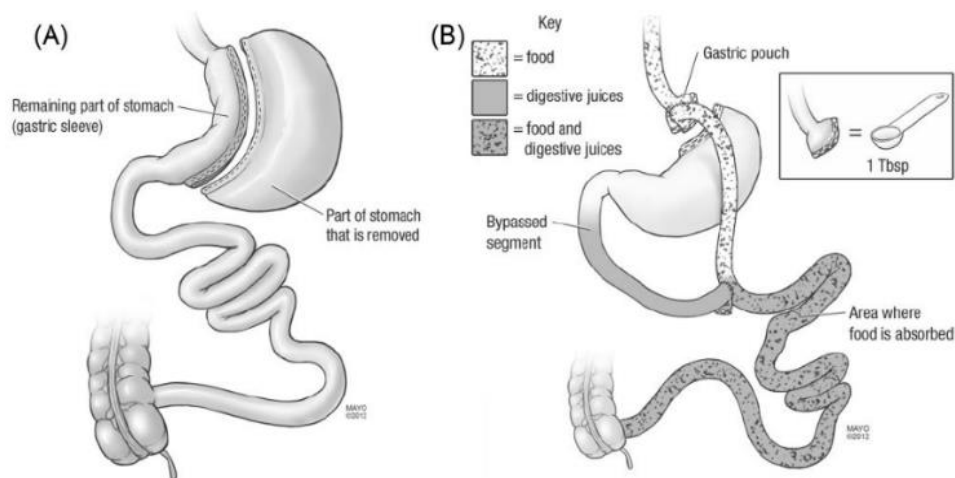 (A)
Remaining part of stomach
(gastric sleeve)
Part of stomach
that is removed
MAYO
©2012
(B)
Key
= food
= digestive juices
= food and
digestive juices
Gastric pouch
=
1 Tbsp
Bypassed
segment
Area where
food is absorbed
MAYO
©2012